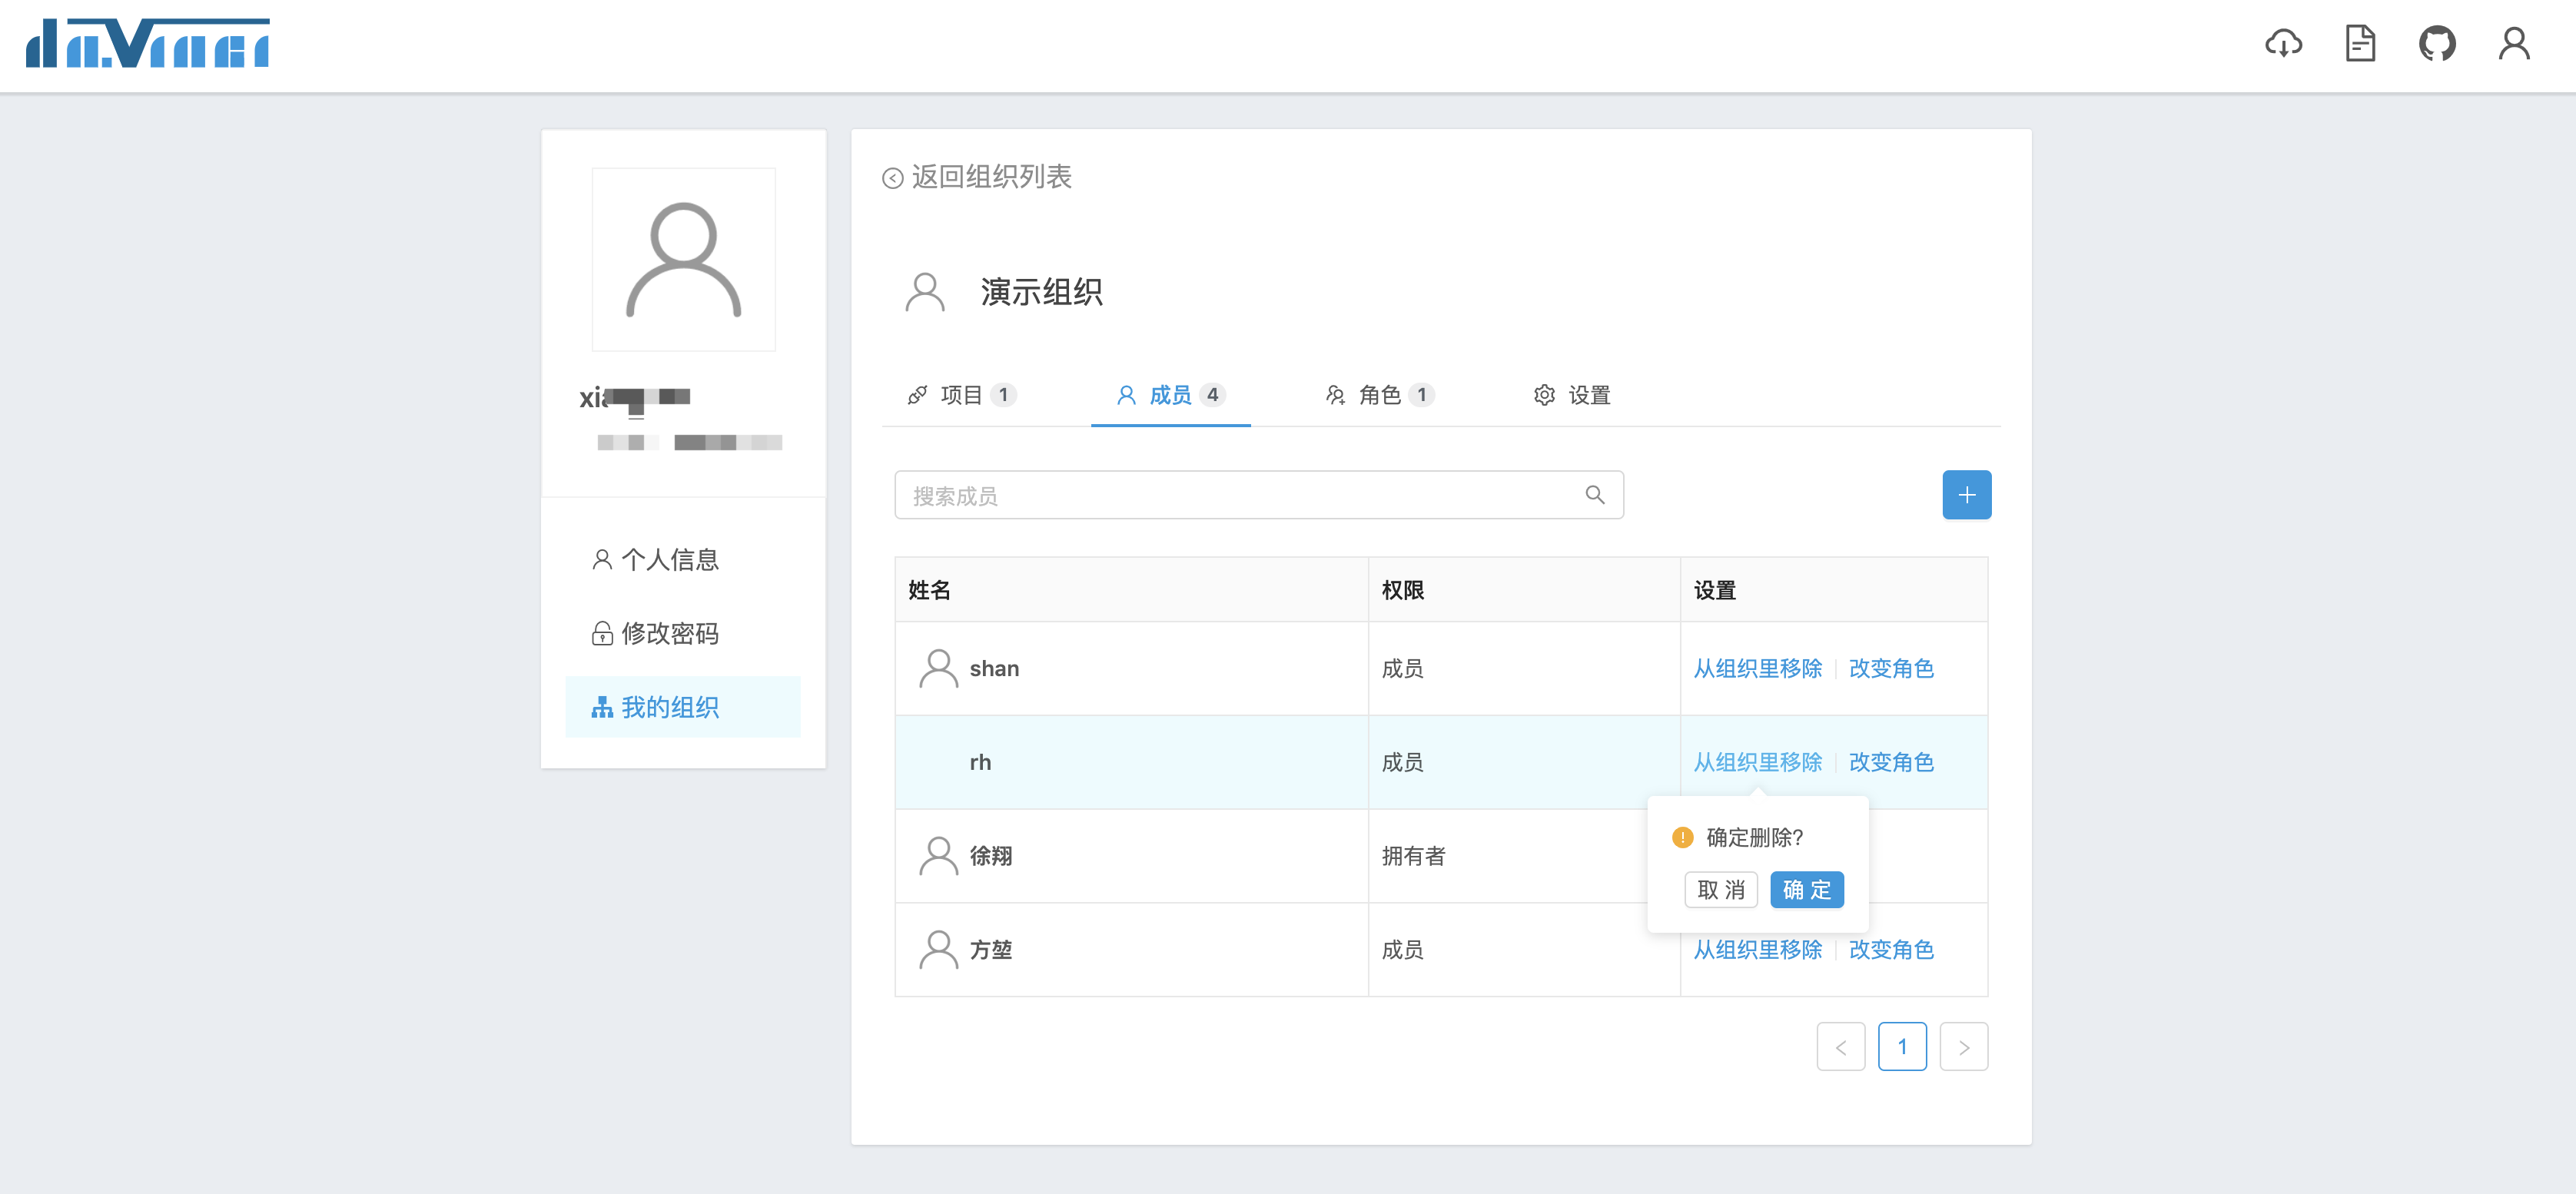 daVinci
返回组织列表
演示组织
项目 1
成员 4
角色 1
设置
搜索成员
个人信息
修改密码
我的组织
姓名 权限 设置
shan 成员 从组织里移除 改变角色
rh 成员 从组织里移除 改变角色
徐翔 拥有者
确定删除?
取 消 确 定
方堃 成员 从组织里移除 改变角色
1